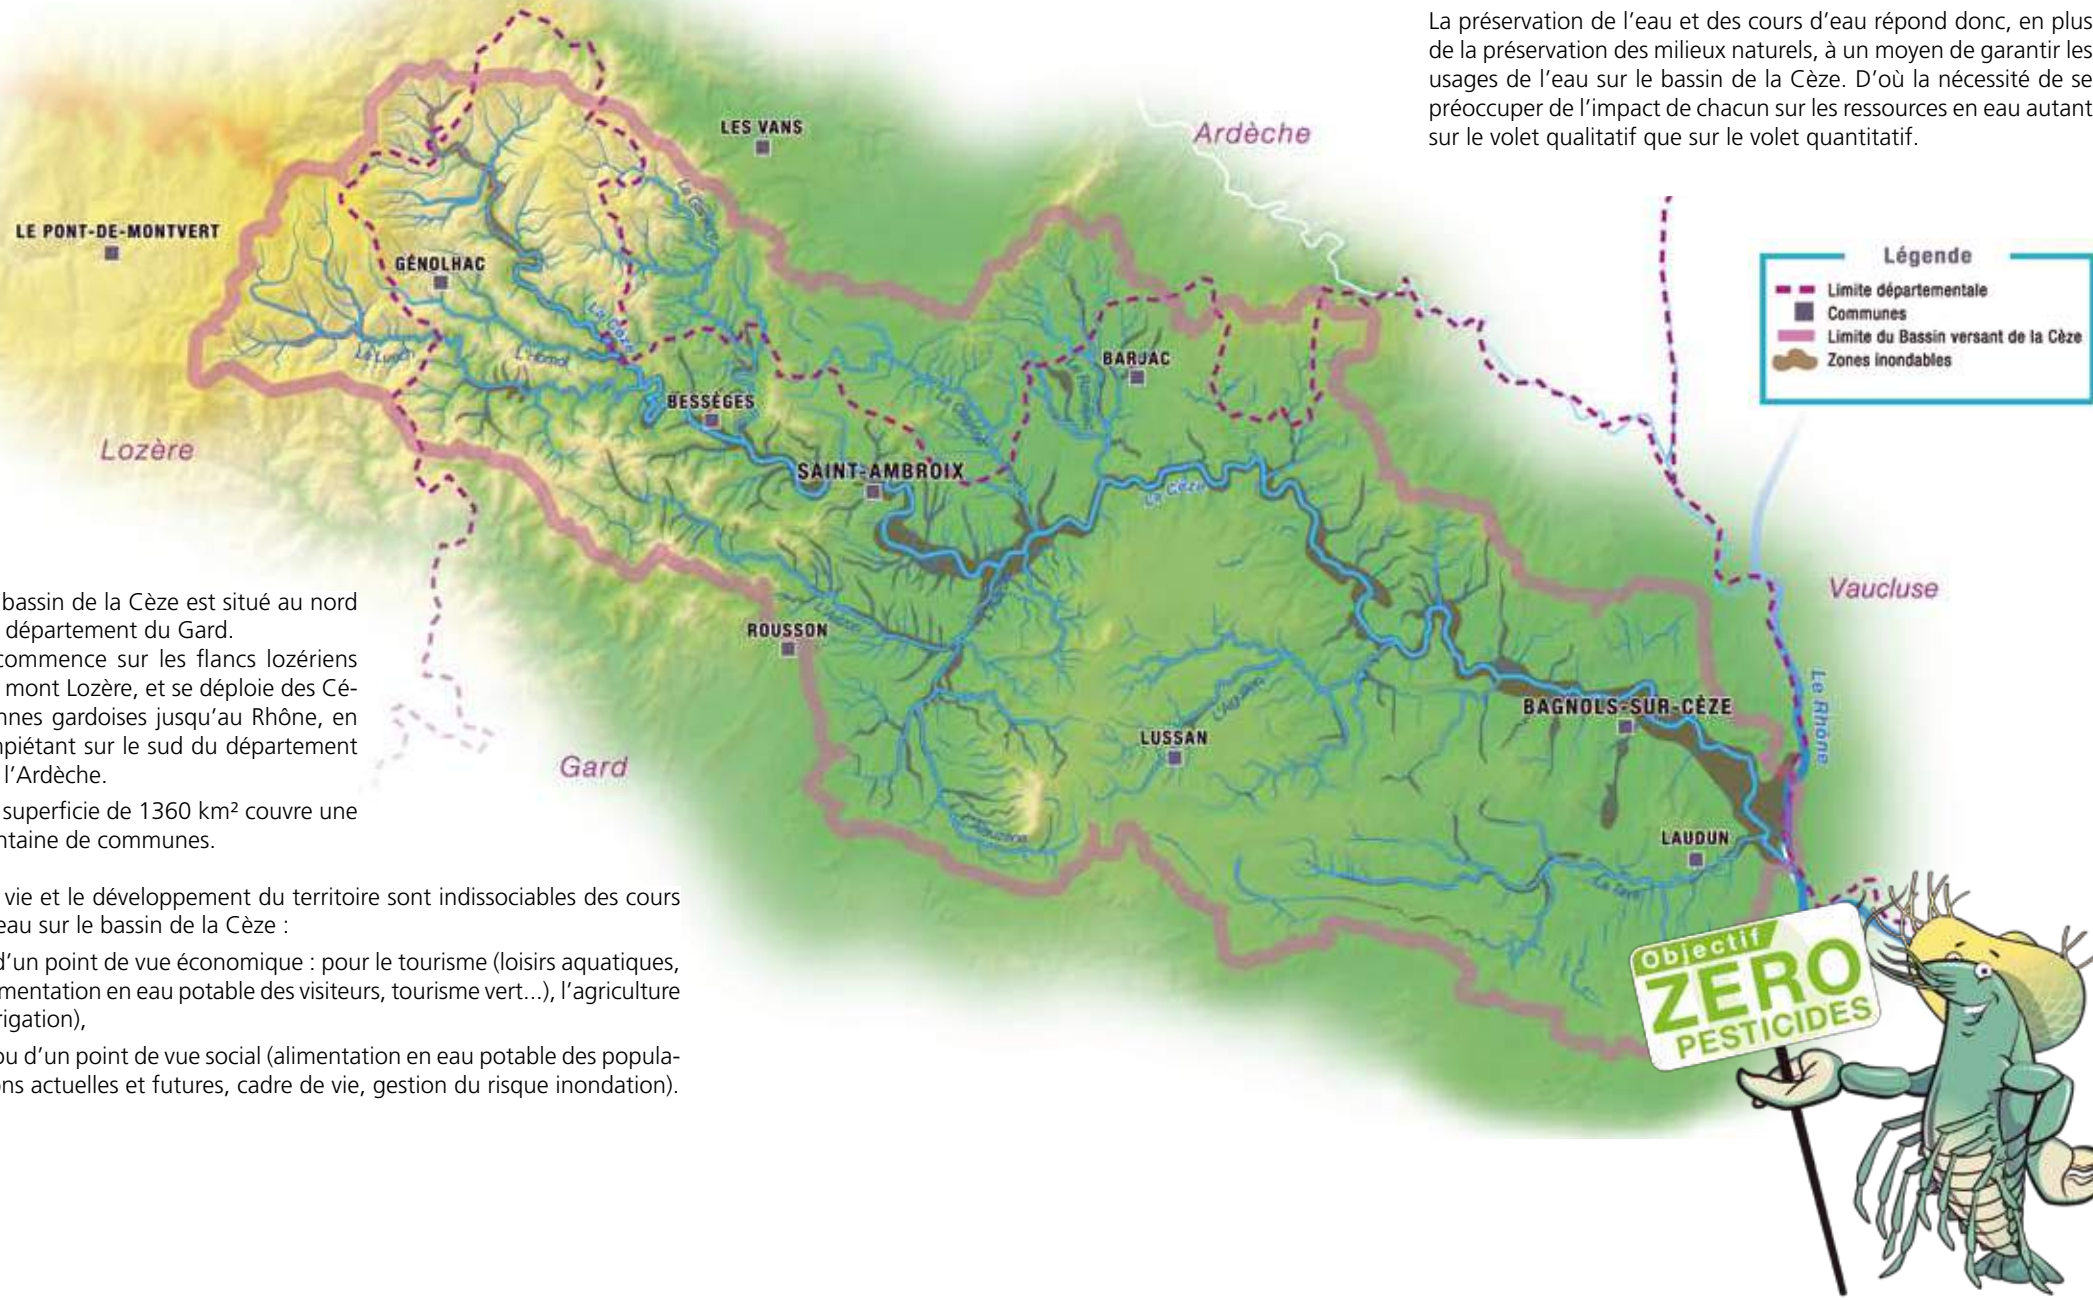 La préservation de l'eau et des cours d'eau répond donc, en plus
de la préservation des milieux naturels, à un moyen de garantir les
usages de l'eau sur le bassin de la Cèze. D'où la nécessité de se
préoccuper de l'impact de chacun sur les ressources en eau autant
sur le volet qualitatif que sur le volet quantitatif.
LES VANS
Ardèche
LE PONT-DE-MONTVERT
GÉNOLHAC
Légende
Limite départementale
Communes
Limite du Bassin versant de la Cèze
Zones inondables
La Cèze
Le Luech
L'Homol
BARJAC
BESSÈGES
Lozère
SAINT-AMBROIX
La Cèze
bassin de la Cèze est situé au nord
département du Gard.
commence sur les flancs lozériens
mont Lozère, et se déploie des Cé-
nnes gardoises jusqu'au Rhône, en
piétant sur le sud du département
l'Ardèche.
superficie de 1360 km² couvre une
ntaine de communes.
Vaucluse
ROUSSON
Le Rhône
L'Aiguillon
BAGNOLS-SUR-CÈZE
LUSSAN
Gard
LAUDUN
La Tave
vie et le développement du territoire sont indissociables des cours
eau sur le bassin de la Cèze :
d'un point de vue économique : pour le tourisme (loisirs aquatiques,
mentation en eau potable des visiteurs, tourisme vert...), l'agriculture
rigation),
ou d'un point de vue social (alimentation en eau potable des popula-
ns actuelles et futures, cadre de vie, gestion du risque inondation).
Objectif
ZERO
PESTICIDES